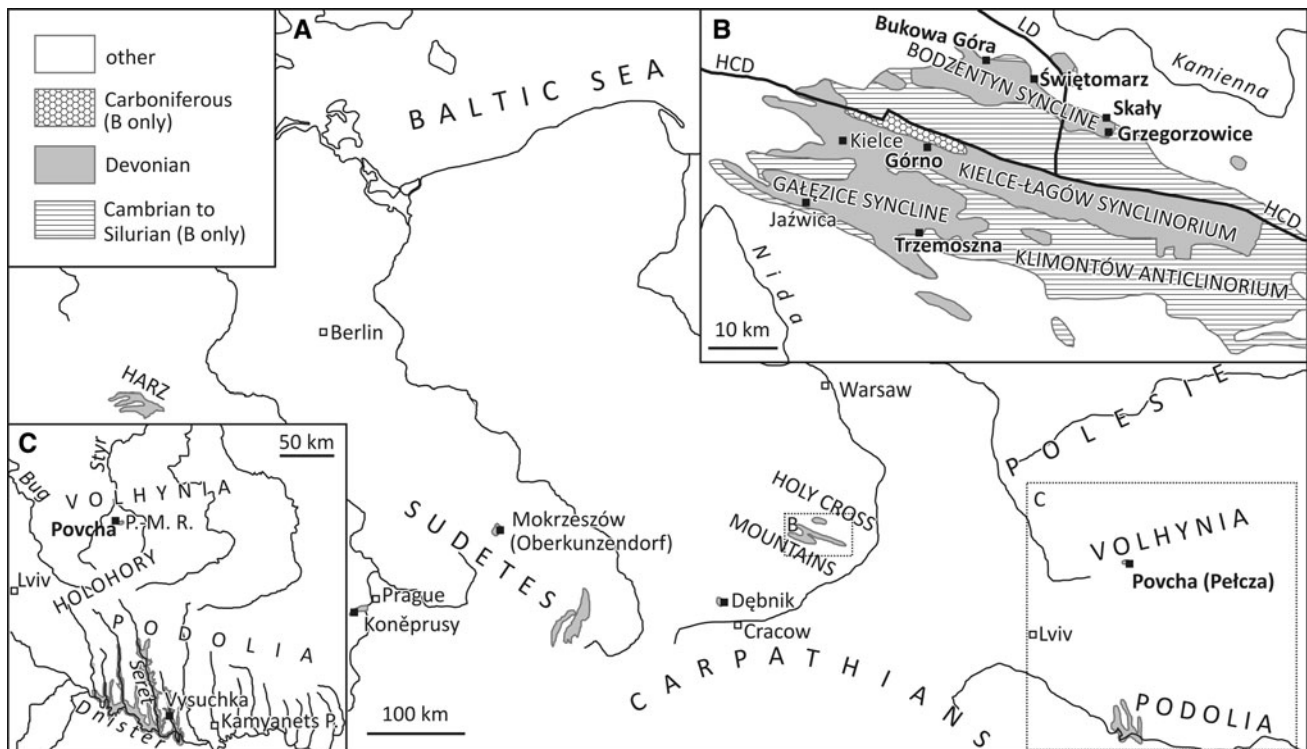 other
Carboniferous
(B only)
Devonian
Cambrian to
Silurian (B only)
A
BALTIC SEA
Berlin
HARZ
Warsaw
POLESIE
Nida
HOLY CROSS
MOUNTAINS
B
SUDETES
Mokrzeszów
(Oberkunzendorf)
Prague
Koněprusy
Dębnik
Cracow
CARPATHIANS
100 km
C
VOLHYNIA
Povcha (Pełcza)
Lviv
PODOLIA
B
LD
Bukowa Góra
Kamienna
HCD
BODZENTYN SYNCLINE
Świętomarz
Skały
Grzegorzowice
Kielce
Górno
KIELCE-ŁAGÓW SYNCLINORIUM
GAŁĘZICE SYNCLINE
HCD
Jaźwica
Trzemoszna
KLIMONTÓW ANTICLINORIUM
10 km
C
50 km
Styr
Bug
VOLHYNIA
Povcha
P.-M. R.
HOLOHORY
Lviv
PODOLIA
Seret
Vysuchka
Kamyanets P.
Dnister